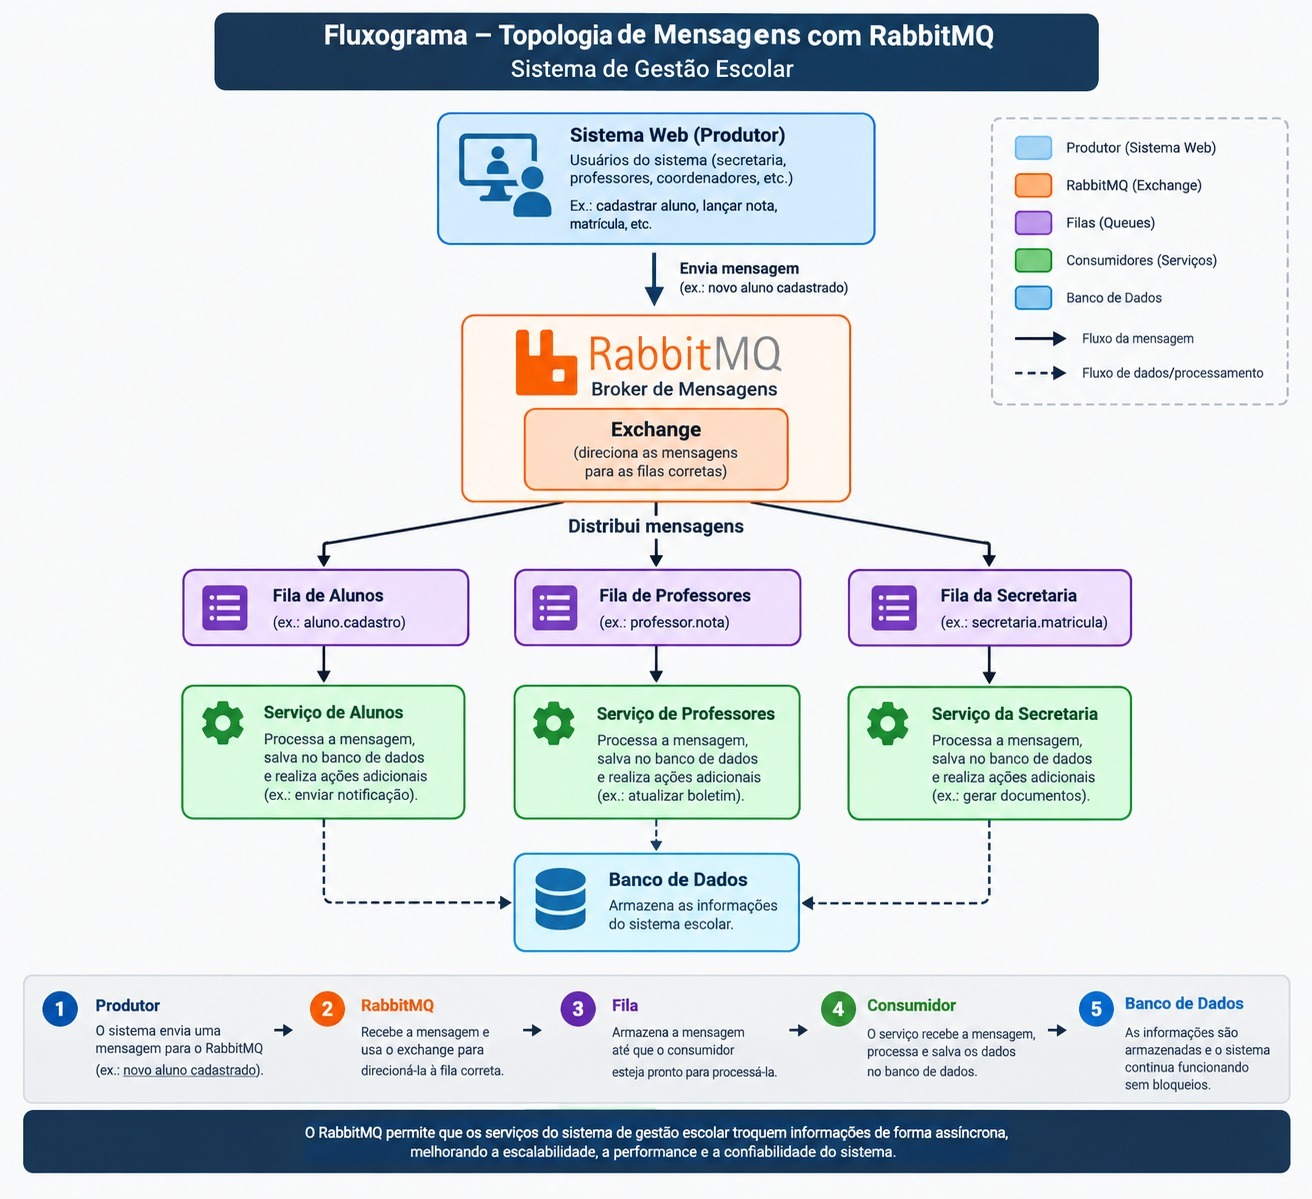 Fluxograma – Topologia de Mensagens com RabbitMQ
Sistema de Gestão Escolar
Sistema Web (Produtor)
Usuários do sistema (secretaria,
professores, coordenadores, etc.)
Ex.: cadastrar aluno, lançar nota,
matrícula, etc.
Produtor (Sistema Web)
RabbitMQ (Exchange)
Filas (Queues)
Consumidores (Serviços)
Banco de Dados
Fluxo da mensagem
Fluxo de dados/processamento
Envia mensagem
(ex.: novo aluno cadastrado)
RabbitMQ
Broker de Mensagens
Exchange
(direciona as mensagens
para as filas corretas)
Distribui mensagens
Fila de Alunos
(ex.: aluno.cadastro)
Fila de Professores
(ex.: professor.nota)
Fila da Secretaria
(ex.: secretaria.matricula)
Serviço de Alunos
Processa a mensagem,
salva no banco de dados
e realiza ações adicionais
(ex.: enviar notificação).
Serviço de Professores
Processa a mensagem,
salva no banco de dados
e realiza ações adicionais
(ex.: atualizar boletim).
Serviço da Secretaria
Processa a mensagem,
salva no banco de dados
e realiza ações adicionais
(ex.: gerar documentos).
Banco de Dados
Armazena as informações
do sistema escolar.
1
Produtor
O sistema envia uma
mensagem para o RabbitMQ
(ex.: novo aluno cadastrado).
2
RabbitMQ
Recebe a mensagem e
usa o exchange para
direcioná-la à fila correta.
3
Fila
Armazena a mensagem
até que o consumidor
esteja pronto para processá-la.
4
Consumidor
O serviço recebe a mensagem,
processa e salva os dados
no banco de dados.
5
Banco de Dados
As informações são
armazenadas e o sistema
continua funcionando
sem bloqueios.
O RabbitMQ permite que os serviços do sistema de gestão escolar troquem informações de forma assíncrona,
melhorando a escalabilidade, a performance e a confiabilidade do sistema.